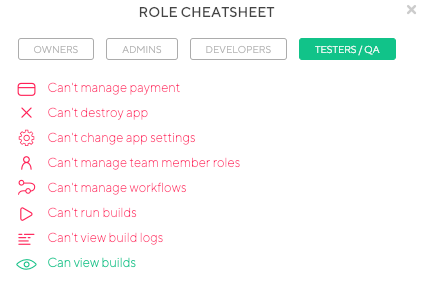 ROLE CHEATSHEET
OWNERS
ADMINS
DEVELOPERS
TESTERS / QA
Can't manage payment
Can't destroy app
Can't change app settings
Can't manage team member roles
Can't manage workflows
Can't run builds
Can't view build logs
Can view builds